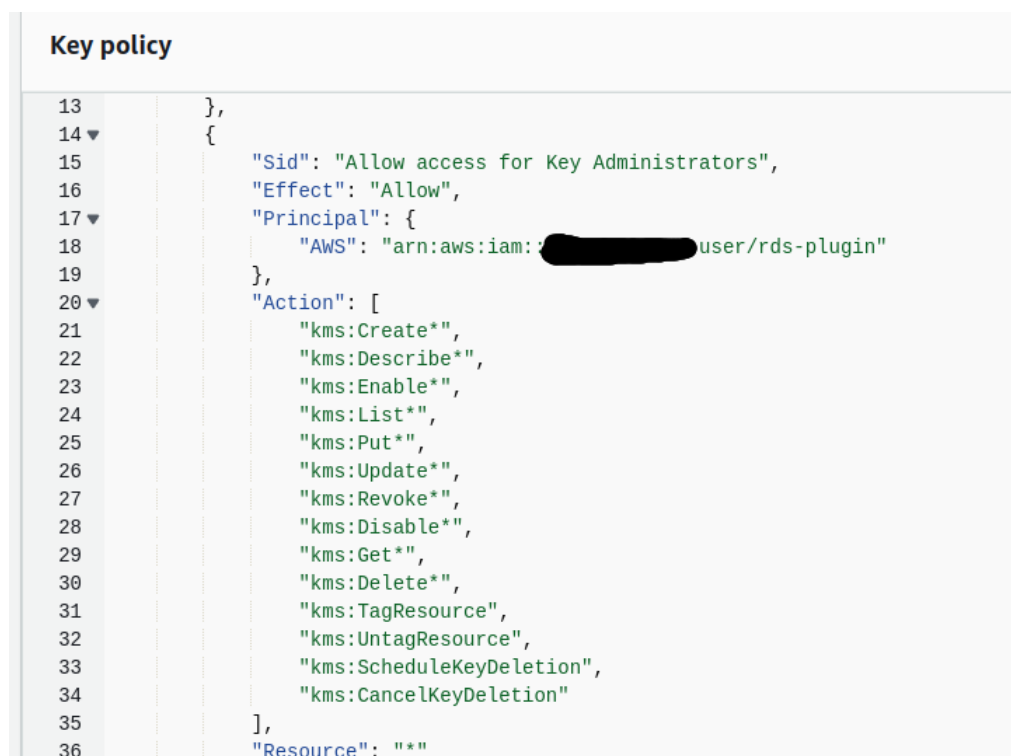 Key policy
13 },
14 {
15 "Sid": "Allow access for Key Administrators",
16 "Effect": "Allow",
17 "Principal": {
18 "AWS": "arn:aws:iam::user/rds-plugin"
19 },
20 "Action": [
21 "kms:Create*",
22 "kms:Describe*",
23 "kms:Enable*",
24 "kms:List*",
25 "kms:Put*",
26 "kms:Update*",
27 "kms:Revoke*",
28 "kms:Disable*",
29 "kms:Get*",
30 "kms:Delete*",
31 "kms:TagResource",
32 "kms:UntagResource",
33 "kms:ScheduleKeyDeletion",
34 "kms:CancelKeyDeletion"
35 ],
36 "Resource": "*"